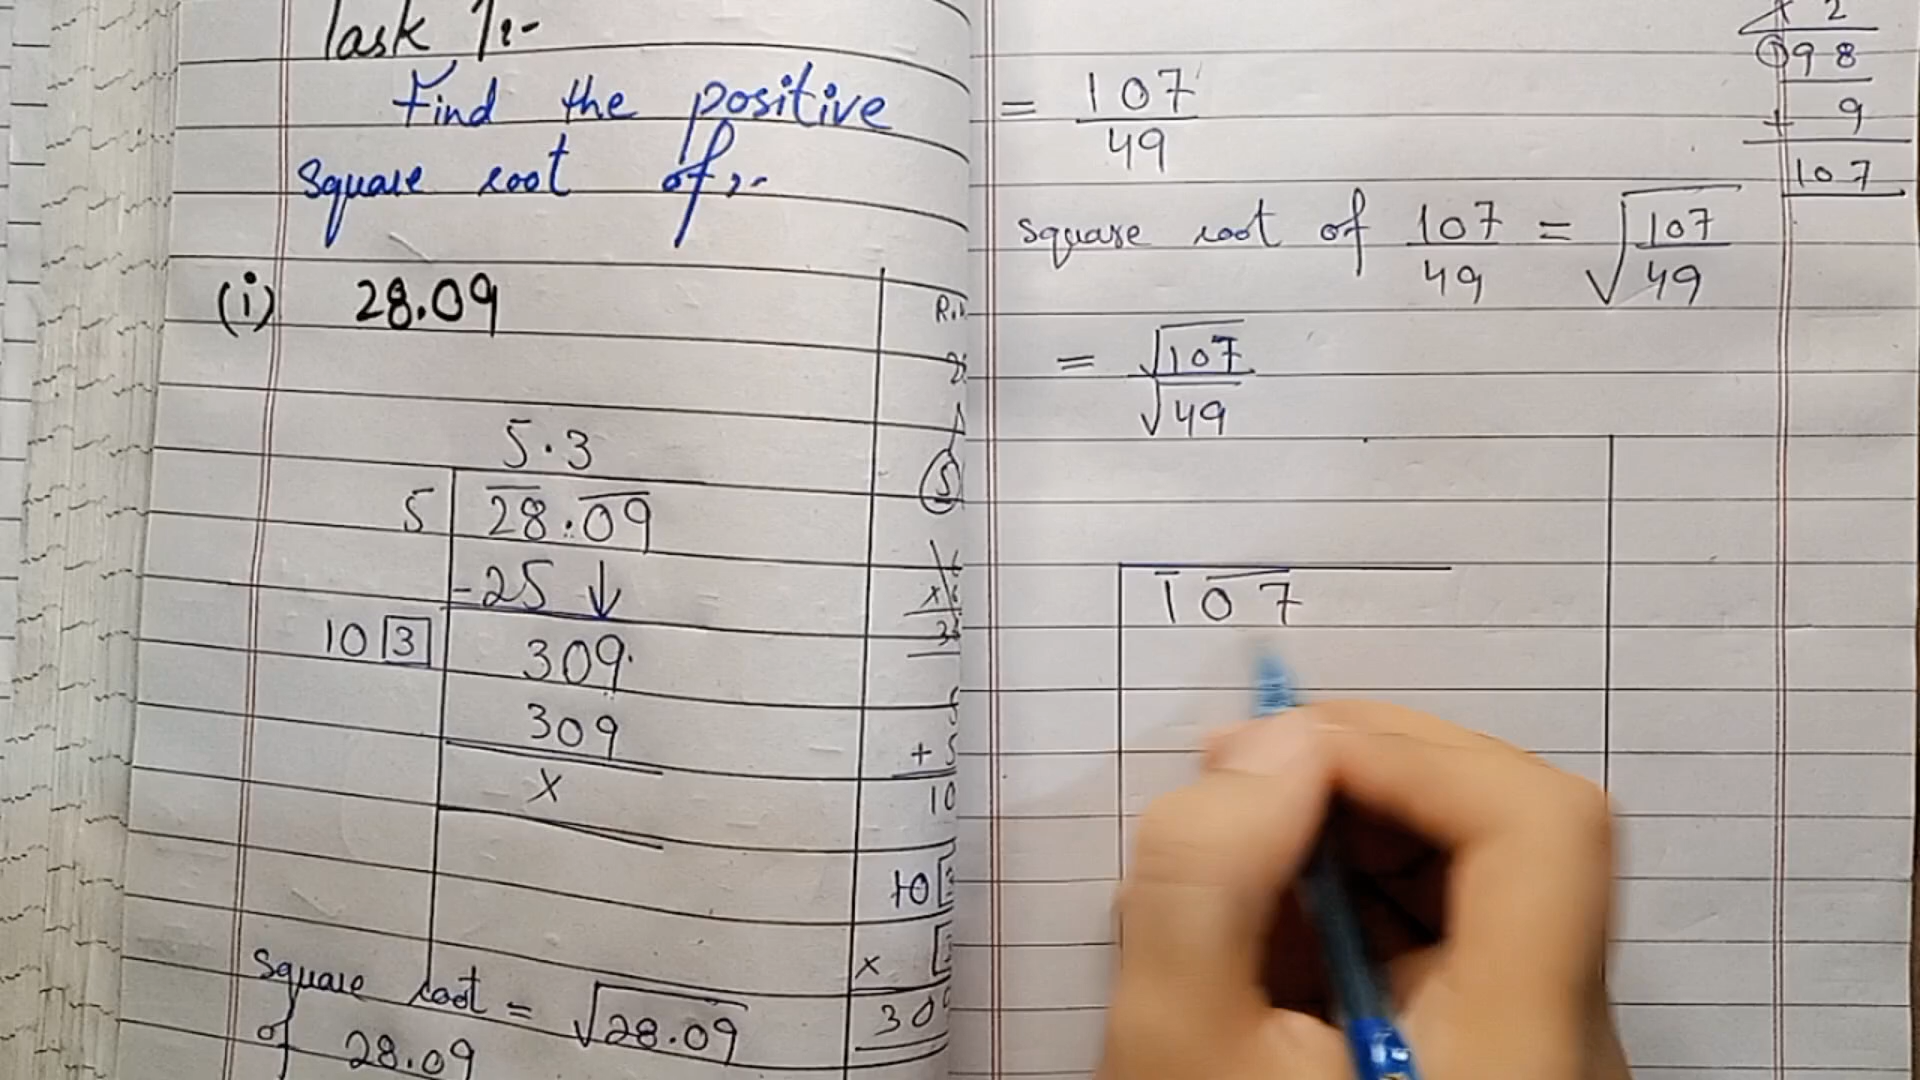 Task 1:-
Find the positive
square root of:-
(i) 28.09
5.3
5 28.09
-25 ↓
10 3 309
309
x
square root = √28.09
of 28.09
+
10
10
x
= 107/49
square root of 107/49 = √107/49
= √107/√49
107
x 2
98
+ 9
107